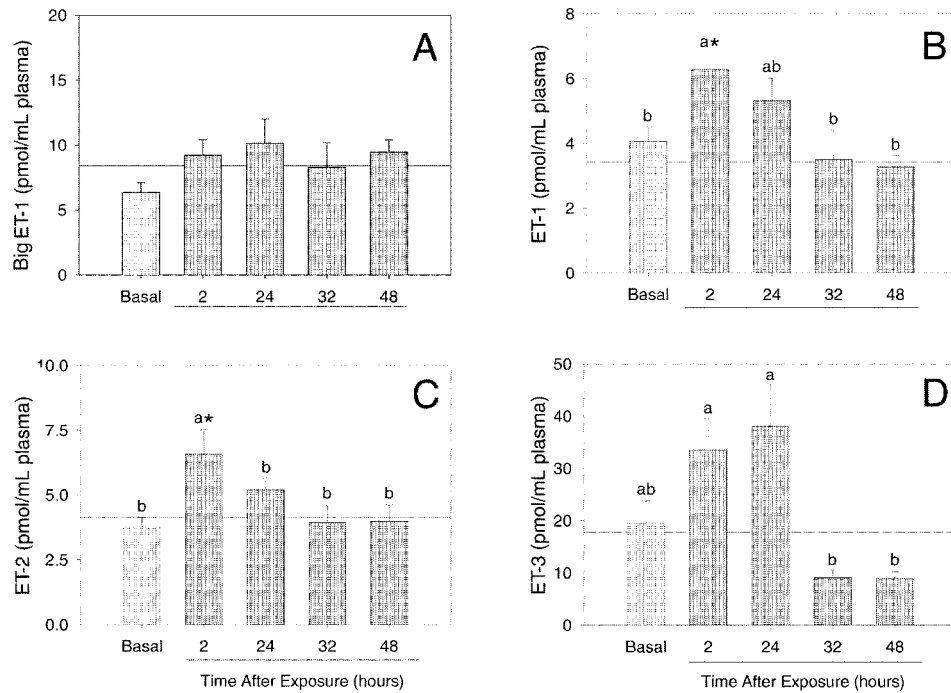 20
15
10
5
0
Big ET-1 (pmol/mL plasma)
A
Basal 2 24 32 48
8
6
4
2
0
ET-1 (pmol/mL plasma)
B
b a* ab b b
Basal 2 24 32 48
10.0
7.5
5.0
2.5
0.0
ET-2 (pmol/mL plasma)
C
b a* b b b
Basal 2 24 32 48
Time After Exposure (hours)
50
40
30
20
10
0
ET-3 (pmol/mL plasma)
D
ab a a b b
Basal 2 24 32 48
Time After Exposure (hours)